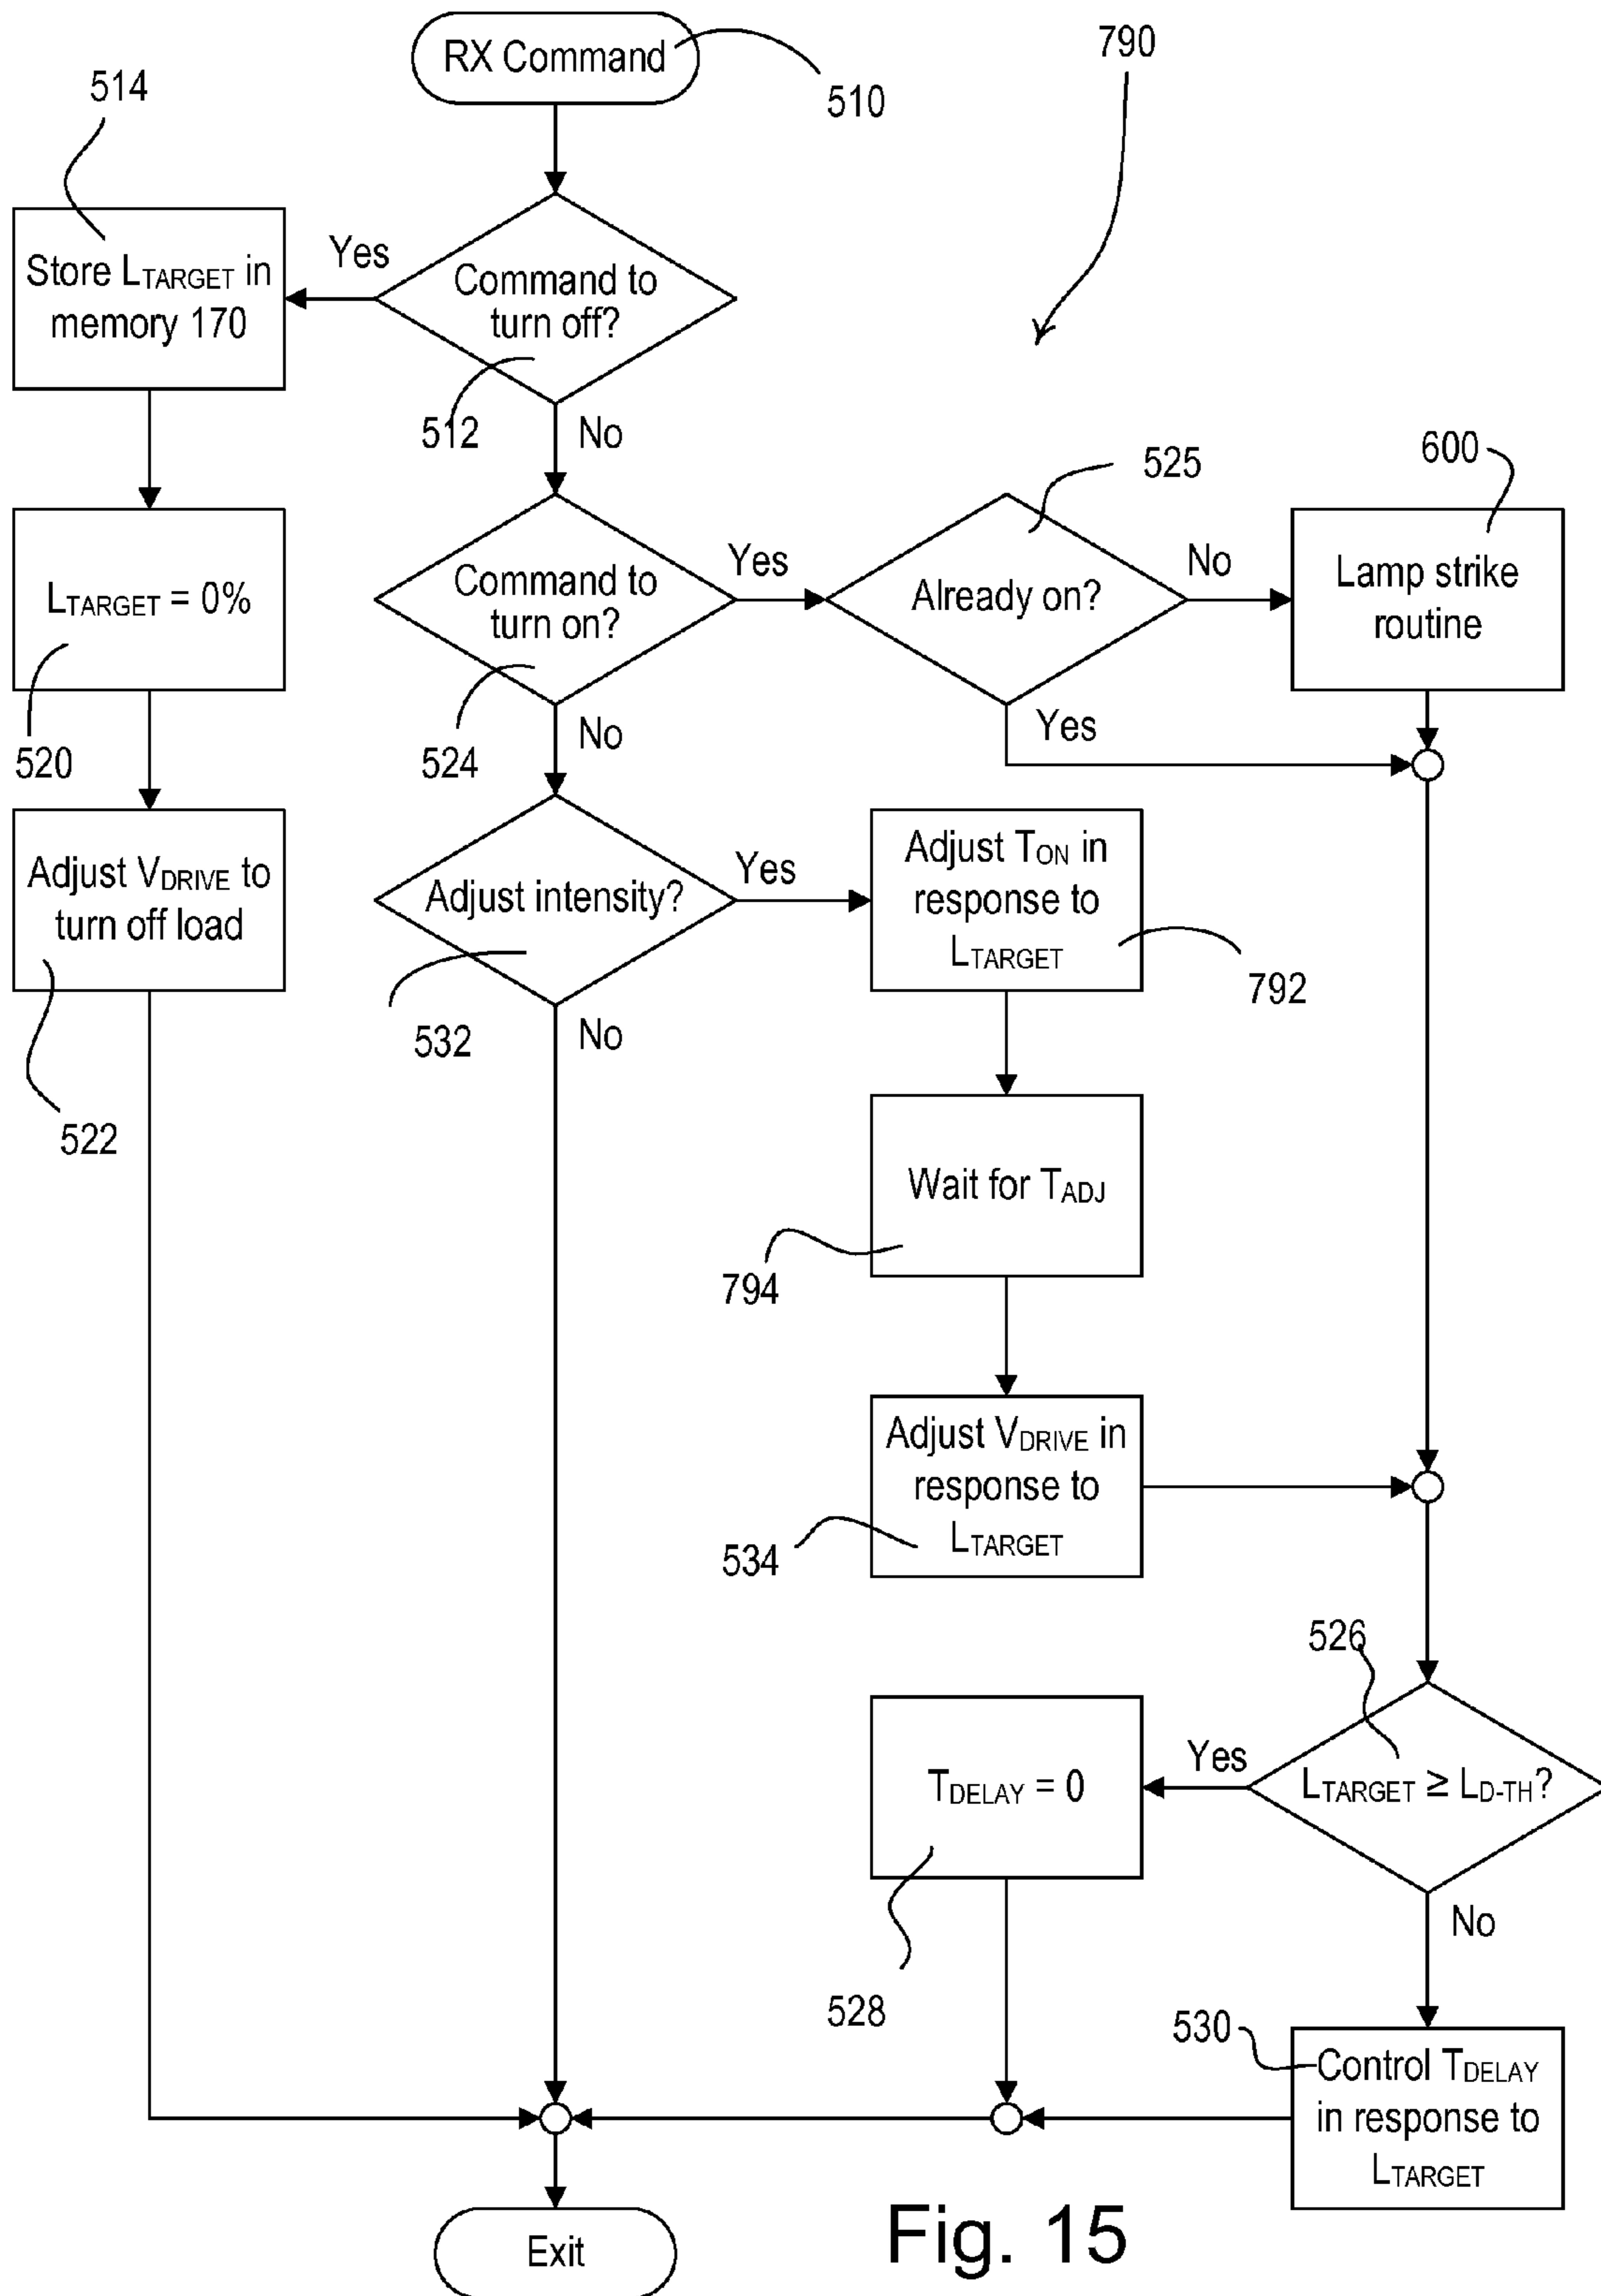 RX Command
510
790
514
Store LTARGET in
memory 170
Yes
Command to
turn off?
512
No
525
600
LTARGET = 0%
520
Command to
turn on?
524
Yes
No
Already on?
No
Yes
Lamp strike
routine
Adjust VDRIVE to
turn off load
522
Adjust intensity?
532
Yes
No
Adjust TON in
response to
LTARGET
792
Wait for TADJ
794
Adjust VDRIVE in
response to
LTARGET
534
526
LTARGET ≥ LD-TH?
Yes
No
TDELAY = 0
528
530
Control TDELAY
in response to
LTARGET
Exit
Fig. 15